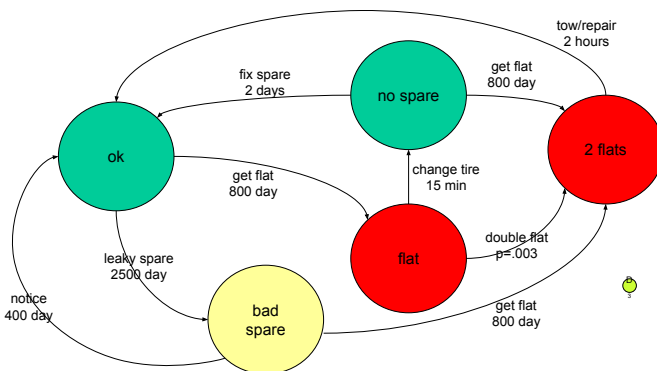 tow/repair
2 hours
get flat
800 day
fix spare
2 days
no spare
2 flats
ok
change tire
15 min
get flat
800 day
double flat
p=.003
flat
leaky spare
2500 day
D
3
notice
400 day
bad
spare
get flat
800 day